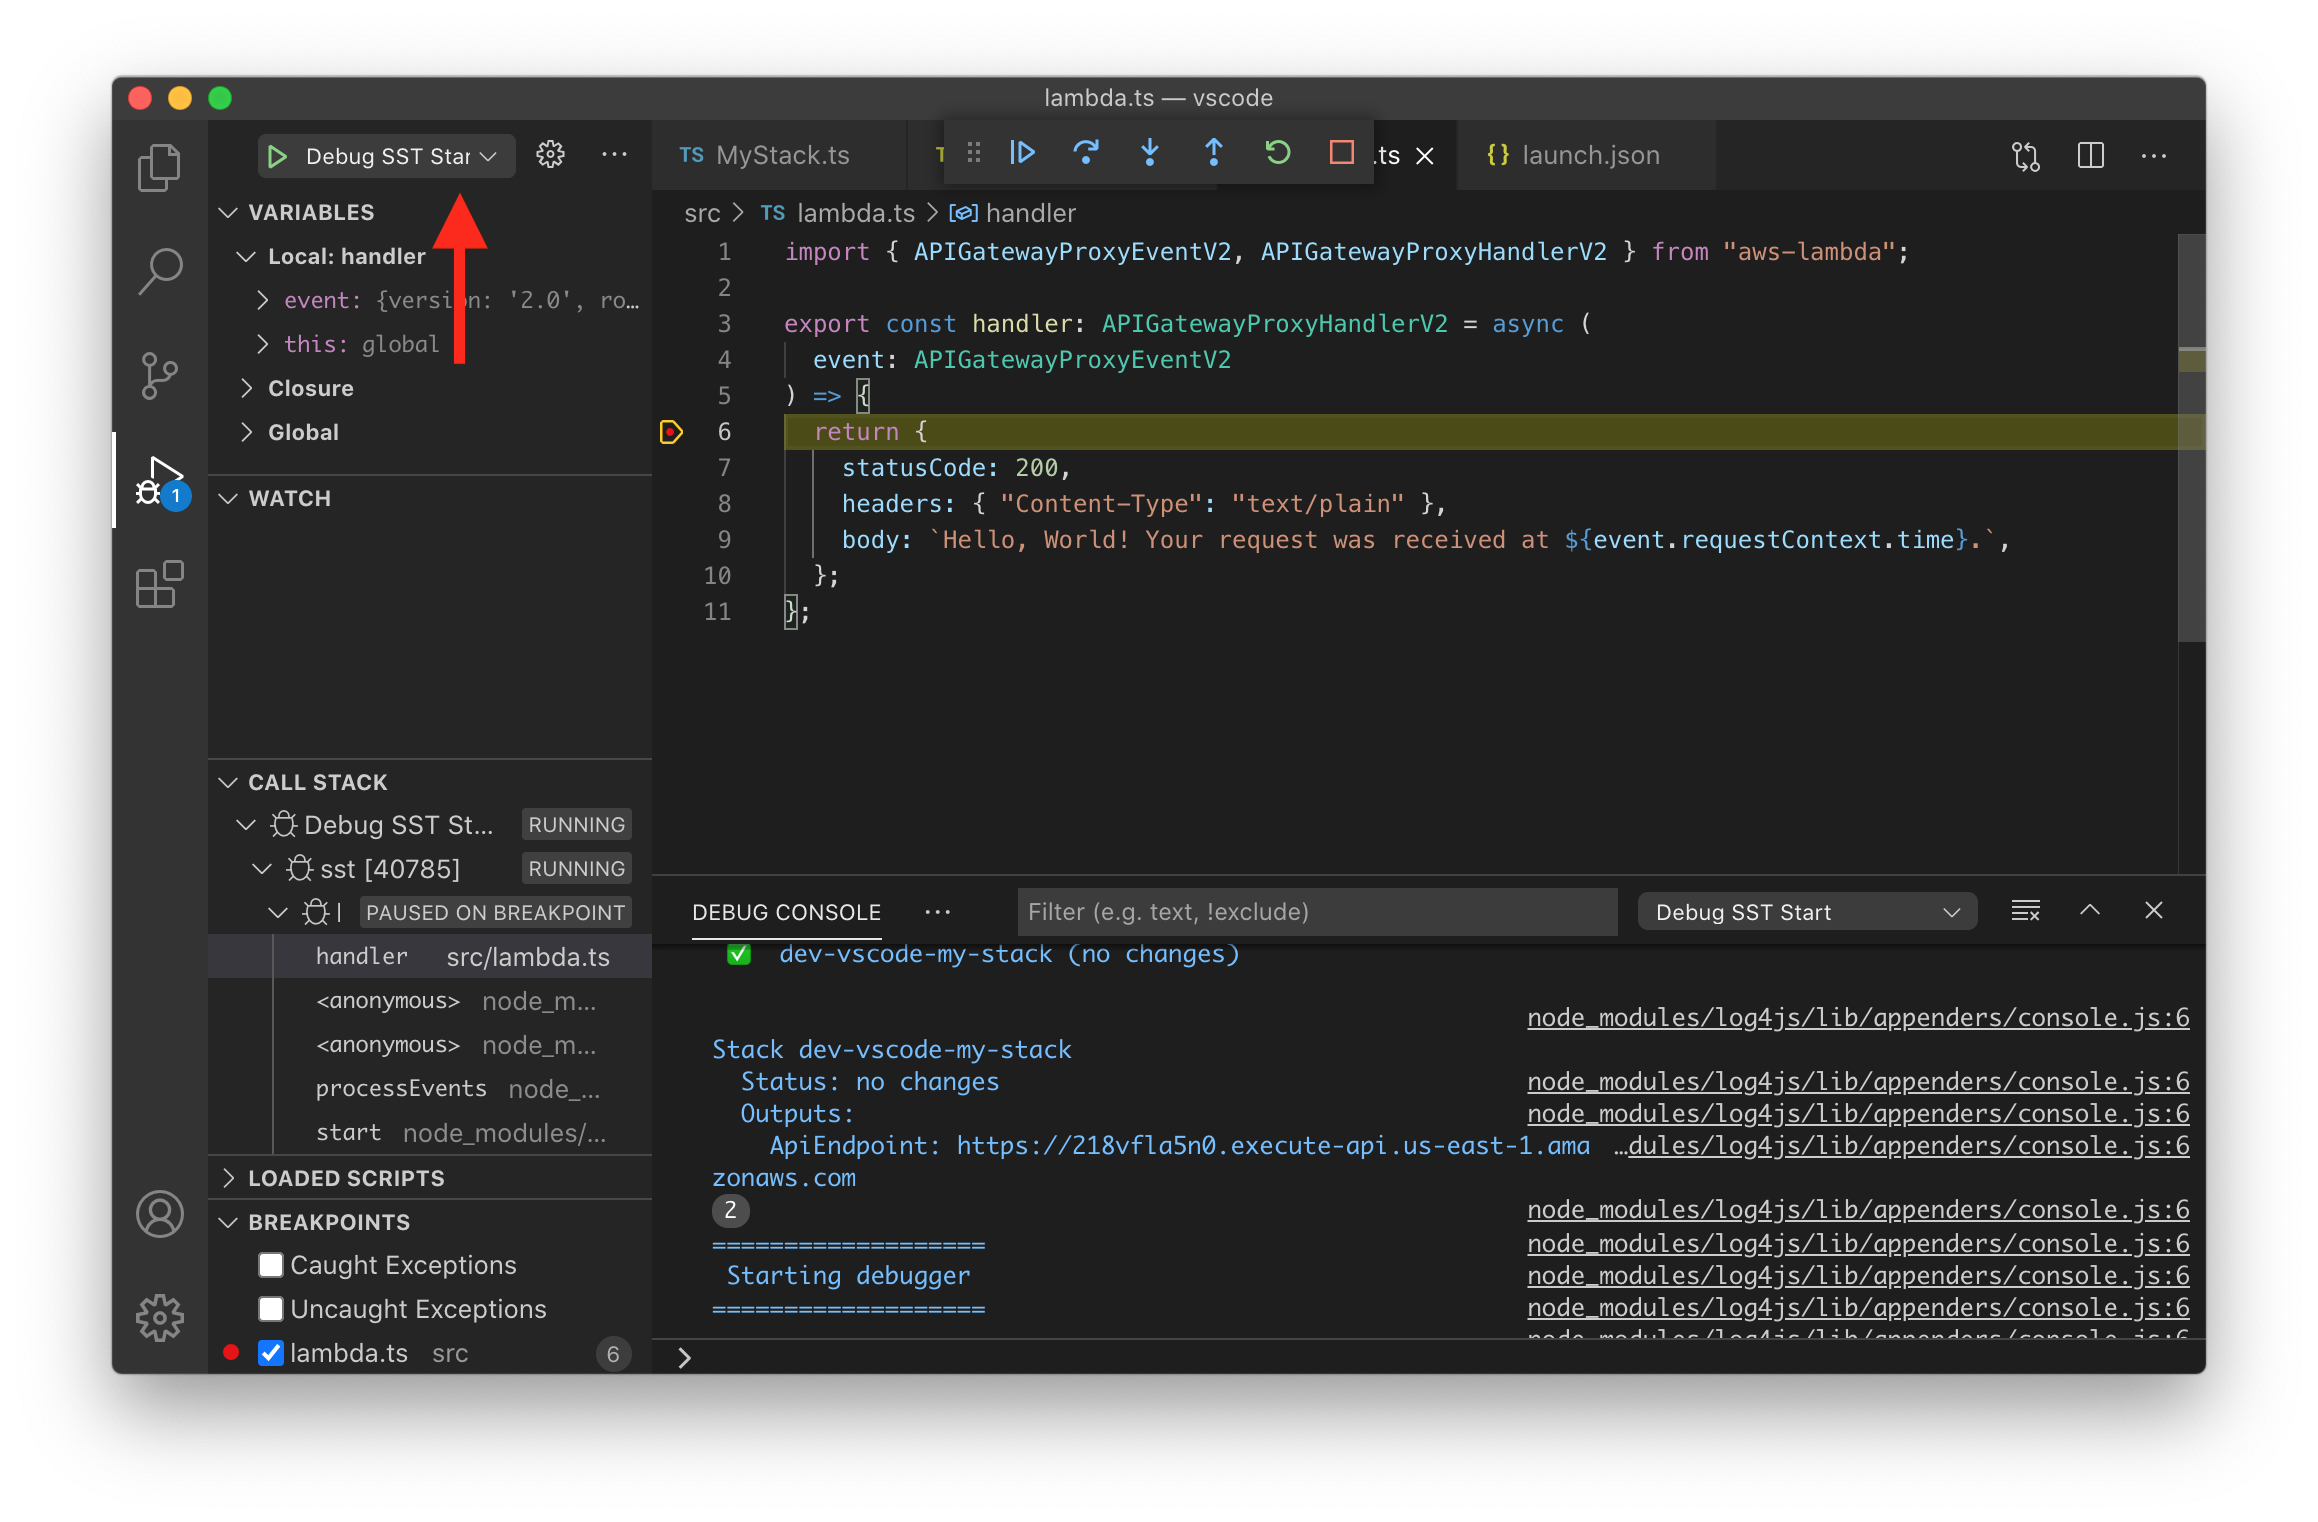 lambda.ts — vscode
Debug SST Star
VARIABLES
Local: handler
event: {version: '2.0', ro…
this: global
Closure
Global
1
WATCH
CALL STACK
Debug SST St… RUNNING
sst [40785] RUNNING
PAUSED ON BREAKPOINT
handler src/lambda.ts
<anonymous> node_m…
<anonymous> node_m…
processEvents node_…
start node_modules/…
LOADED SCRIPTS
BREAKPOINTS
Caught Exceptions
Uncaught Exceptions
lambda.ts src 6
TS MyStack.ts
.ts
{} launch.json
src > TS lambda.ts > handler
1 import { APIGatewayProxyEventV2, APIGatewayProxyHandlerV2 } from "aws-lambda";
2
3 export const handler: APIGatewayProxyHandlerV2 = async (
4 event: APIGatewayProxyEventV2
5 ) => {
6 return {
7 statusCode: 200,
8 headers: { "Content-Type": "text/plain" },
9 body: `Hello, World! Your request was received at ${event.requestContext.time}.`,
10 };
11 };
DEBUG CONSOLE
Filter (e.g. text, !exclude)
Debug SST Start
dev-vscode-my-stack (no changes)
node_modules/log4js/lib/appenders/console.js:6
Stack dev-vscode-my-stack
Status: no changes node_modules/log4js/lib/appenders/console.js:6
Outputs: node_modules/log4js/lib/appenders/console.js:6
ApiEndpoint: https://218vfla5n0.execute-api.us-east-1.ama …dules/log4js/lib/appenders/console.js:6
zonaws.com
2 node_modules/log4js/lib/appenders/console.js:6
=================== node_modules/log4js/lib/appenders/console.js:6
Starting debugger node_modules/log4js/lib/appenders/console.js:6
=================== node_modules/log4js/lib/appenders/console.js:6
node_modules/log4js/lib/appenders/console.js:6
>